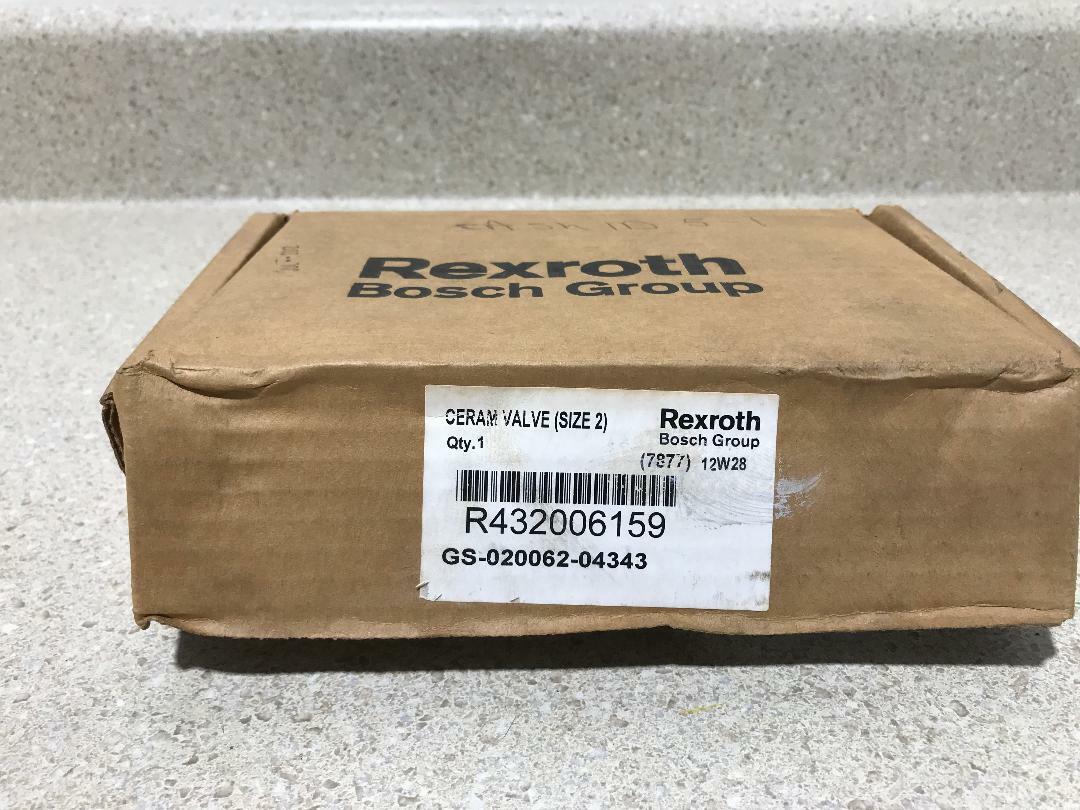 Rexroth
Bosch Group
CERAM VALVE (SIZE 2)
Rexroth
Qty.1
Bosch Group
(7877) 12W28
R432006159
GS-020062-04343